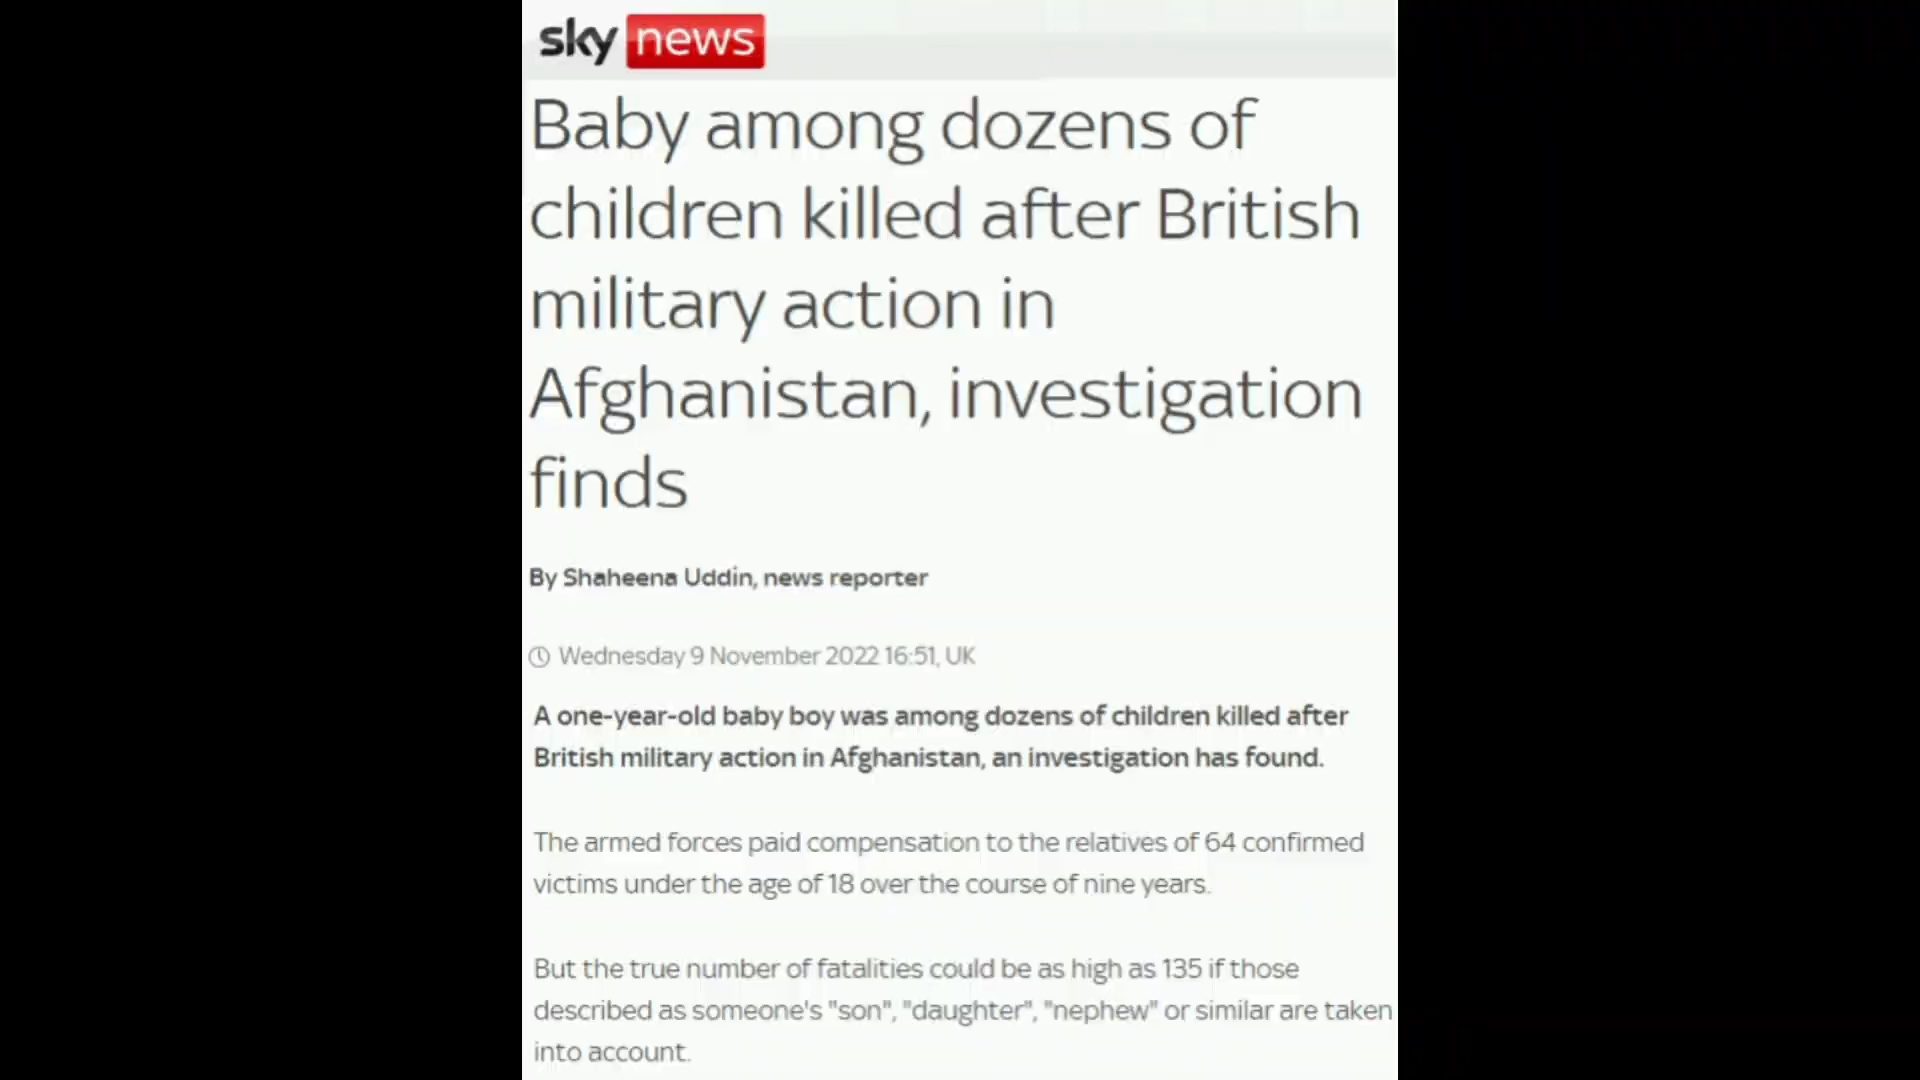 sky news
Baby among dozens of
children killed after British
military action in
Afghanistan, investigation
finds
By Shaheena Uddin, news reporter
Wednesday 9 November 2022 16:51, UK
A one-year-old baby boy was among dozens of children killed after
British military action in Afghanistan, an investigation has found.
The armed forces paid compensation to the relatives of 64 confirmed
victims under the age of 18 over the course of nine years.
But the true number of fatalities could be as high as 135 if those
described as someone's "son", "daughter", "nephew" or similar are taken
into account.